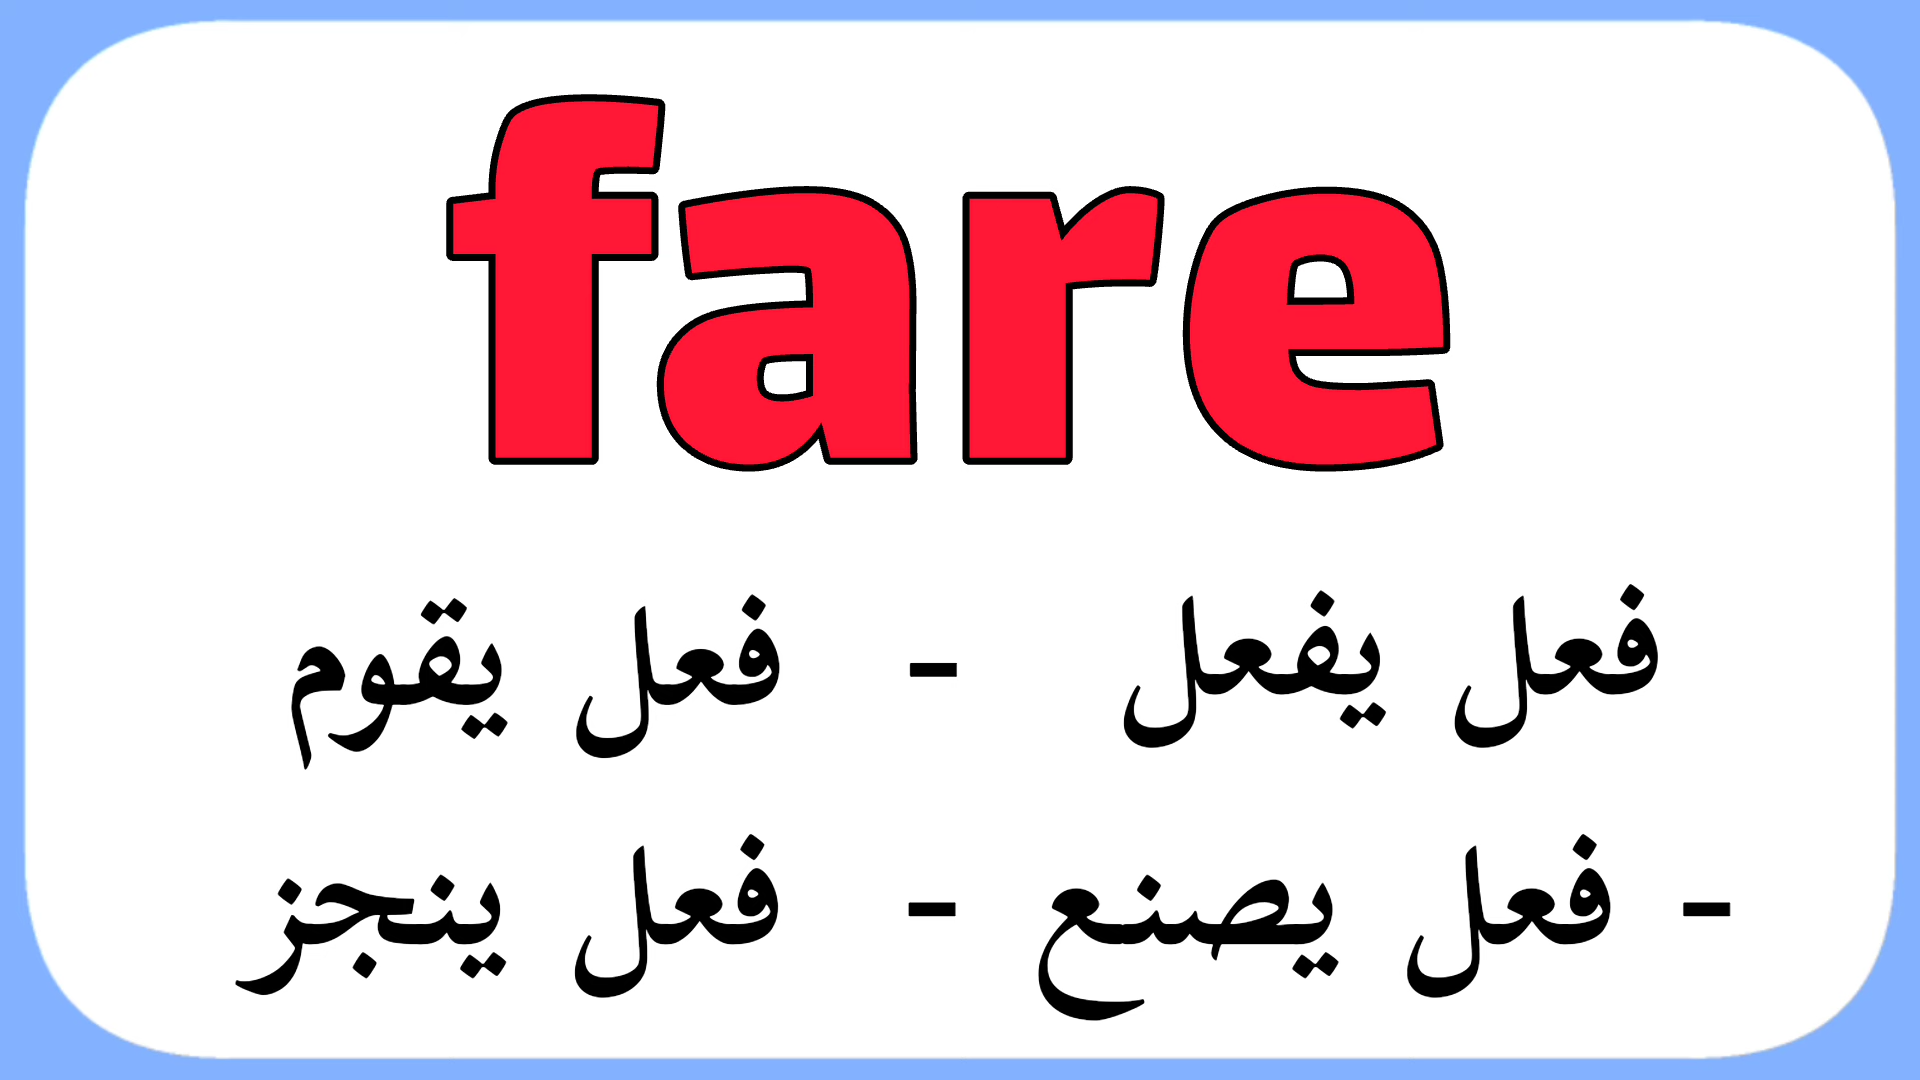 fare
فعل يفعل - فعل يقوم
- فعل يصنع - فعل ينجز